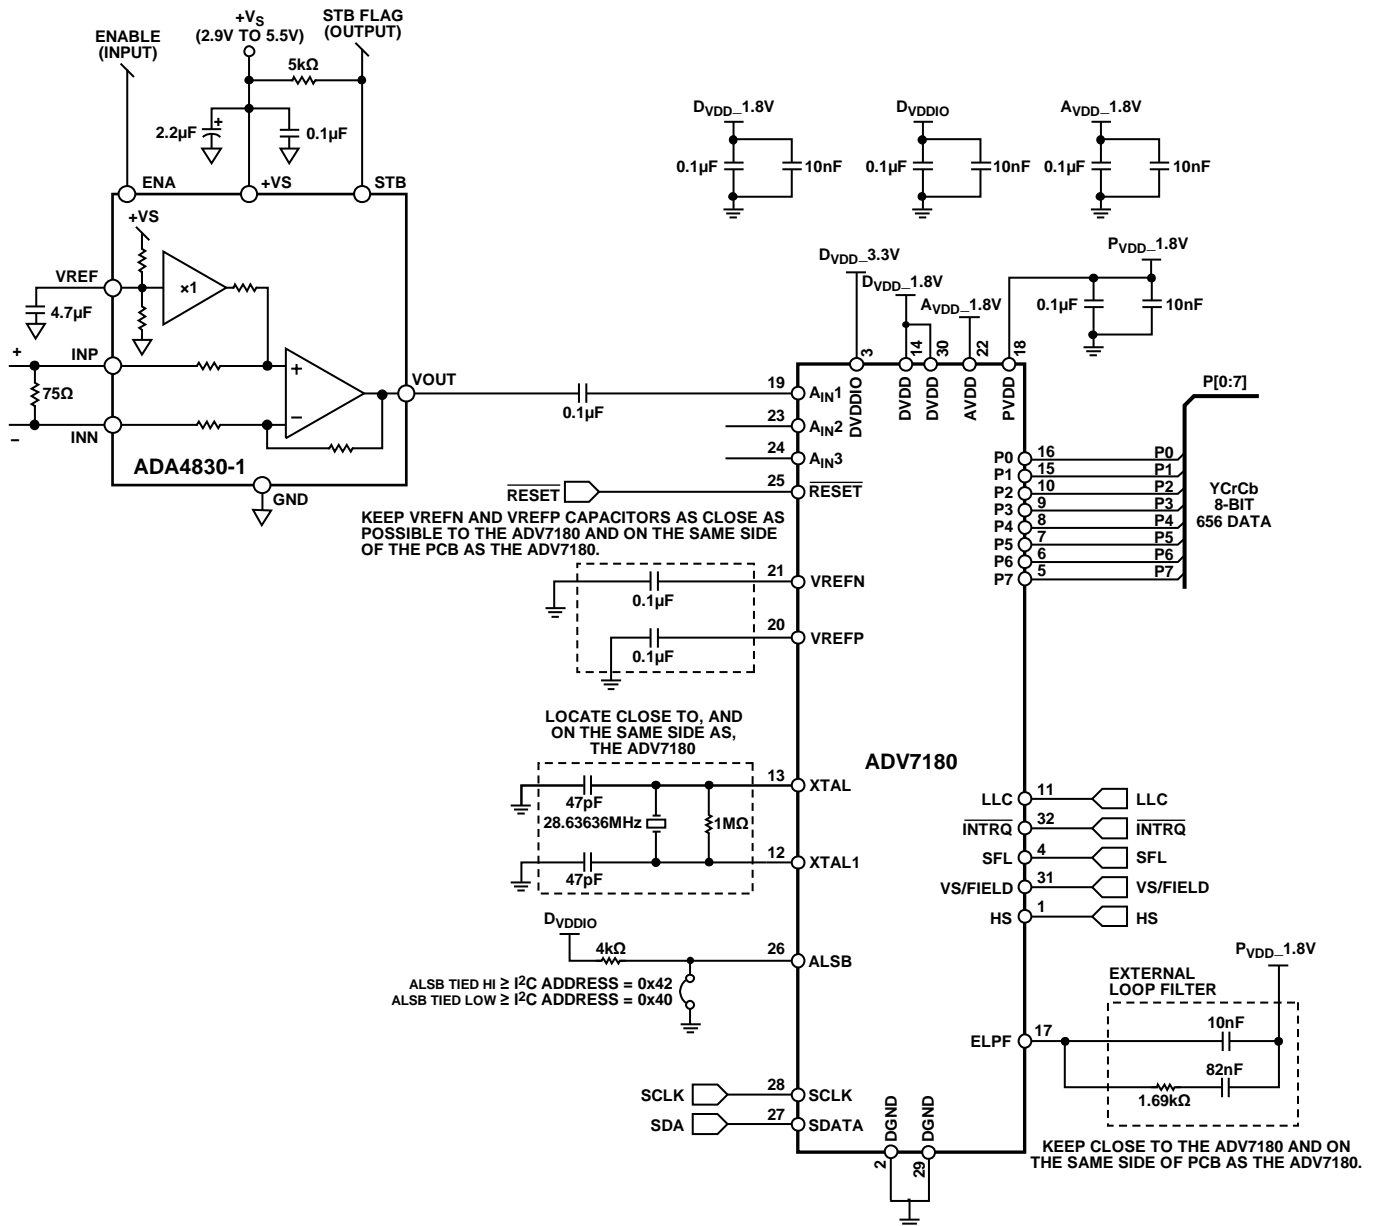 ENABLE
(INPUT)
+VS
(2.9V TO 5.5V)
STB FLAG
(OUTPUT)
5kΩ
2.2µF
+
0.1µF
ENA
+VS
STB
+VS
VREF
×1
4.7µF
+
INP
75Ω
INN
–
+
–
VOUT
ADA4830-1
GND
0.1µF
DVDD_1.8V
0.1µF
10nF
DVDDIO
0.1µF
10nF
AVDD_1.8V
0.1µF
10nF
DVDD_3.3V
DVDD_1.8V
AVDD_1.8V
PVDD_1.8V
0.1µF
10nF
3
14
30
22
18
DVDDIO
DVDD
DVDD
AVDD
PVDD
19
AIN1
23
AIN2
24
AIN3
RESET
25
RESET
KEEP VREFN AND VREFP CAPACITORS AS CLOSE AS
POSSIBLE TO THE ADV7180 AND ON THE SAME SIDE
OF THE PCB AS THE ADV7180.
21
VREFN
0.1µF
20
VREFP
0.1µF
P[0:7]
P0 16 P0
P1 15 P1
P2 10 P2
P3 9 P3
P4 8 P4
P5 7 P5
P6 6 P6
P7 5 P7
YCrCb
8-BIT
656 DATA
LOCATE CLOSE TO, AND
ON THE SAME SIDE AS,
THE ADV7180
13
XTAL
47pF
28.63636MHz
1MΩ
12
XTAL1
47pF
ADV7180
LLC 11 LLC
INTRQ 32 INTRQ
SFL 4 SFL
VS/FIELD 31 VS/FIELD
HS 1 HS
DVDDIO
4kΩ
26
ALSB
ALSB TIED HI ≥ I2C ADDRESS = 0x42
ALSB TIED LOW ≥ I2C ADDRESS = 0x40
PVDD_1.8V
EXTERNAL
LOOP FILTER
10nF
ELPF
17
82nF
1.69kΩ
KEEP CLOSE TO THE ADV7180 AND ON
THE SAME SIDE OF PCB AS THE ADV7180.
SCLK 28 SCLK
SDA 27 SDATA
DGND
DGND
2
29